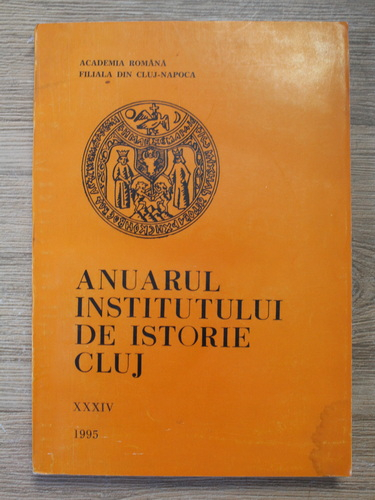 ACADEMIA ROMÂNĂ
FILIALA DIN CLUJ-NAPOCA
ANUARUL
INSTITUTULUI
DE ISTORIE
CLUJ
XXXIV
1995